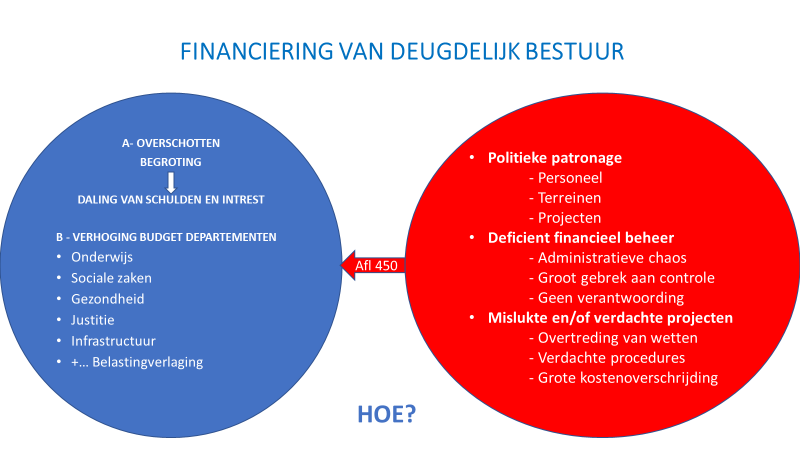 FINANCIERING VAN DEUGDELIJK BESTUUR
A- OVERSCHOTTEN
BEGROTING
DALING VAN SCHULDEN EN INTREST
B - VERHOGING BUDGET DEPARTEMENTEN
• Onderwijs
• Sociale zaken
• Gezondheid
• Justitie
• Infrastructuur
• +... Belastingverlaging
Afl 450
• Politieke patronage
- Personeel
- Terreinen
- Projecten
• Deficient financieel beheer
- Administratieve chaos
- Groot gebrek aan controle
- Geen verantwoording
• Mislukte en/of verdachte projecten
- Overtreding van wetten
- Verdachte procedures
- Grote kostenoverschrijding
HOE?